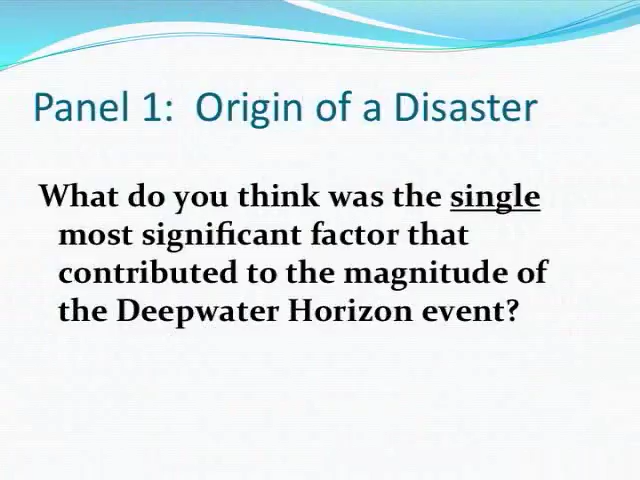 Panel 1:  Origin of a Disaster
What do you think was the single
most significant factor that
contributed to the magnitude of
the Deepwater Horizon event?